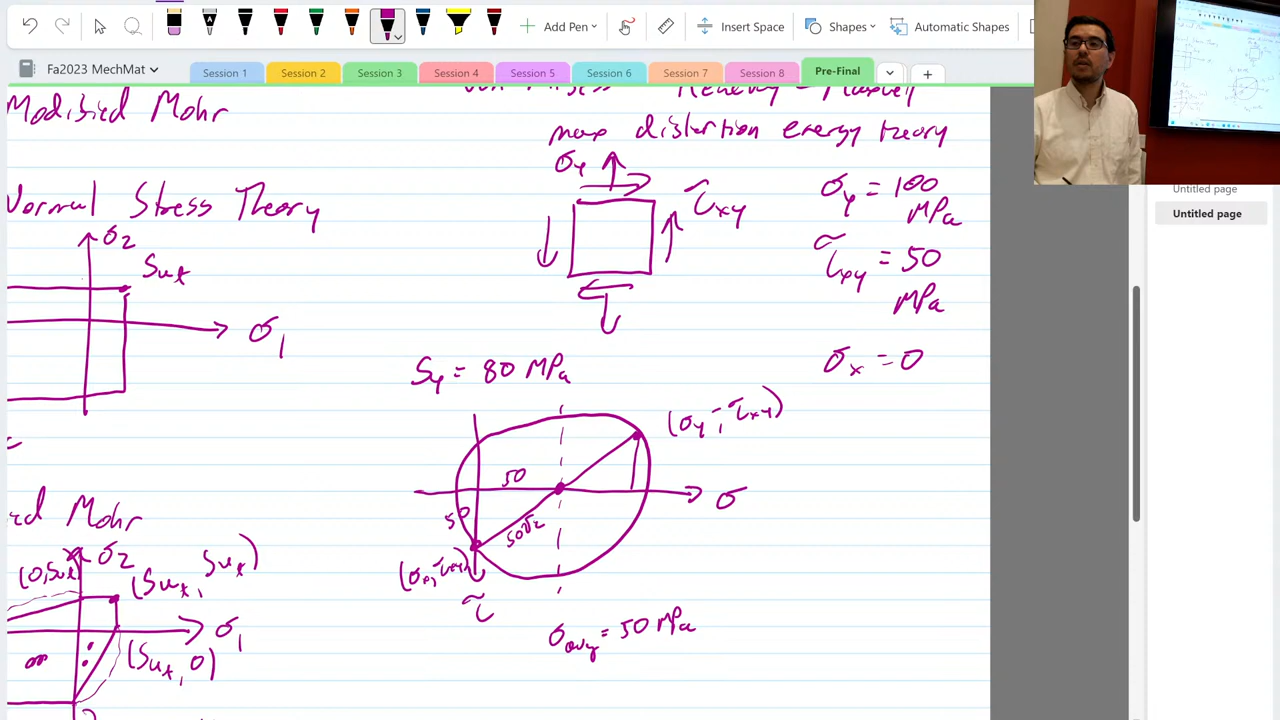 Add Pen
Insert Space
Shapes
Automatic Shapes
Fa2023 MechMat
Session 1
Session 2
Session 3
Session 4
Session 5
Session 6
Session 7
Session 8
Pre-Final
Untitled page
Untitled page
Modified Mohr
max distortion energy theory
Normal Stress Theory
σ2
Sut
σ1
σy
τxy
σy = 100
MPa
τxy = 50
MPa
σx = 0
Sy = 80 MPa
(σy, τxy)
50
σ
50
50√2
τ
σavg = 50 MPa
Mohr
(0, Sut)
σ2
(Sut, Sut)
σ1
(Sut, 0)